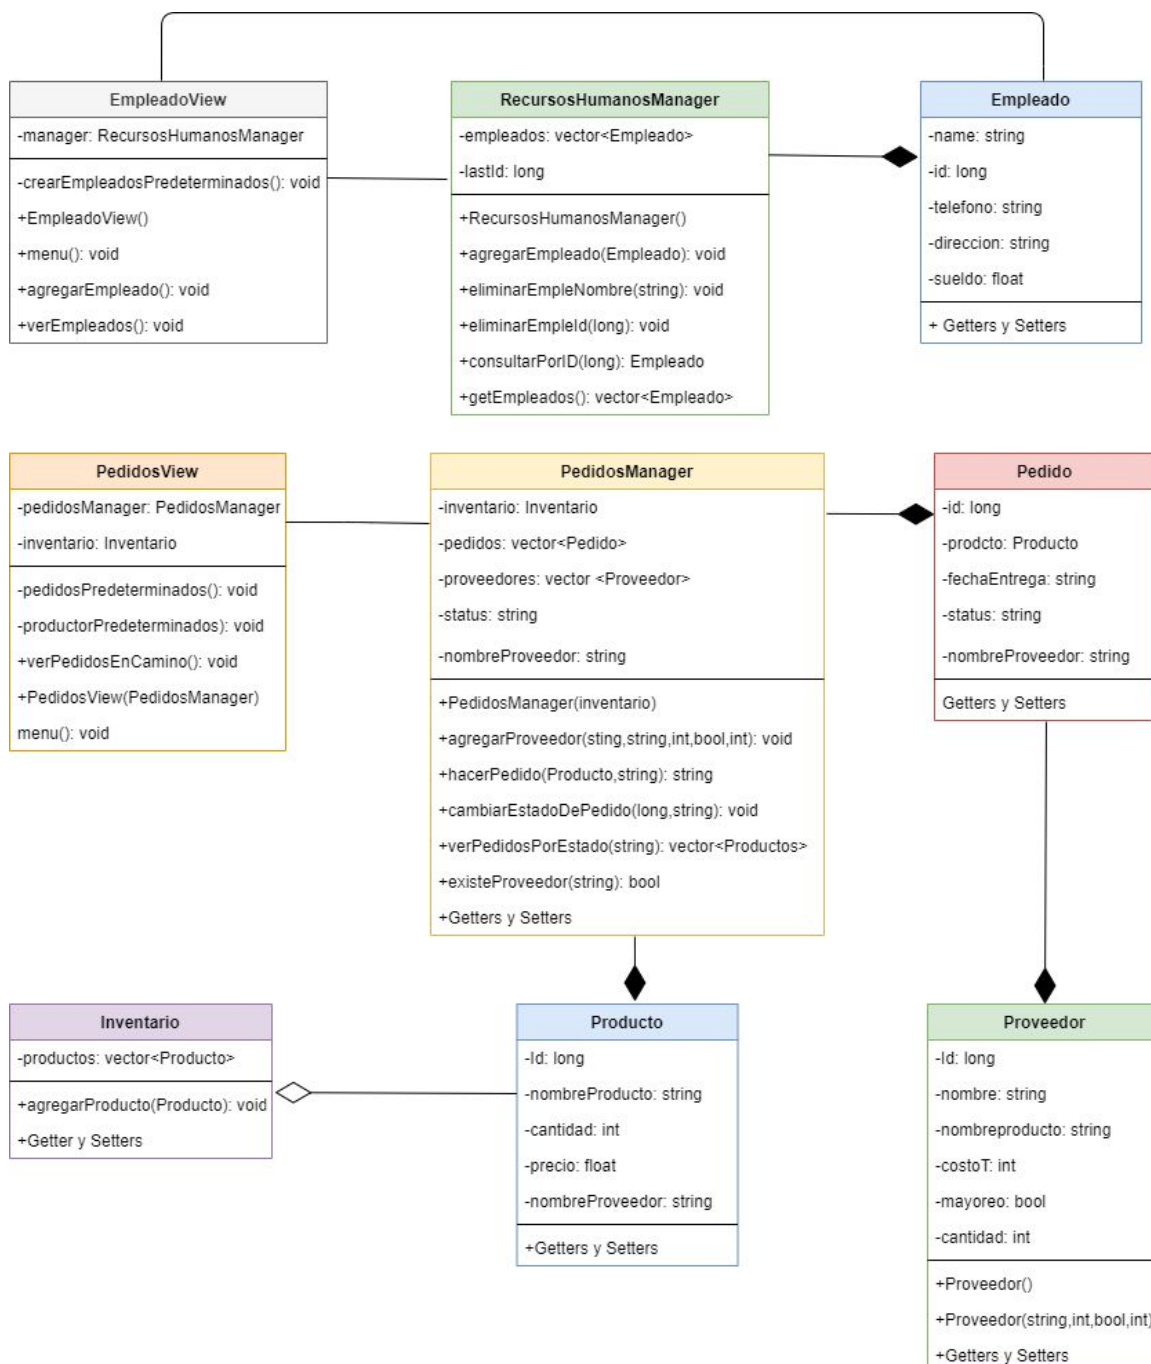 EmpleadoView
-manager: RecursosHumanosManager
-crearEmpleadosPredeterminados(): void
+EmpleadoView()
+menu(): void
+agregarEmpleado(): void
+verEmpleados(): void
RecursosHumanosManager
-empleados: vector<Empleado>
-lastId: long
+RecursosHumanosManager()
+agregarEmpleado(Empleado): void
+eliminarEmpleNombre(string): void
+eliminarEmpleId(long): void
+consultarPorID(long): Empleado
+getEmpleados(): vector<Empleado>
Empleado
-name: string
-id: long
-telefono: string
-direccion: string
-sueldo: float
+ Getters y Setters
PedidosView
-pedidosManager: PedidosManager
-inventario: Inventario
-pedidosPredeterminados(): void
-productorPredeterminados): void
+verPedidosEnCamino(): void
+PedidosView(PedidosManager)
menu(): void
PedidosManager
-inventario: Inventario
-pedidos: vector<Pedido>
-proveedores: vector <Proveedor>
-status: string
-nombreProveedor: string
+PedidosManager(inventario)
+agregarProveedor(sting,string,int,bool,int): void
+hacerPedido(Producto,string): string
+cambiarEstadoDePedido(long,string): void
+verPedidosPorEstado(string): vector<Productos>
+existeProveedor(string): bool
+Getters y Setters
Pedido
-id: long
-prodcto: Producto
-fechaEntrega: string
-status: string
-nombreProveedor: string
Getters y Setters
Inventario
-productos: vector<Producto>
+agregarProducto(Producto): void
+Getter y Setters
Producto
-Id: long
-nombreProducto: string
-cantidad: int
-precio: float
-nombreProveedor: string
+Getters y Setters
Proveedor
-Id: long
-nombre: string
-nombreproducto: string
-costoT: int
-mayoreo: bool
-cantidad: int
+Proveedor()
+Proveedor(string,int,bool,int)
+Getters y Setters